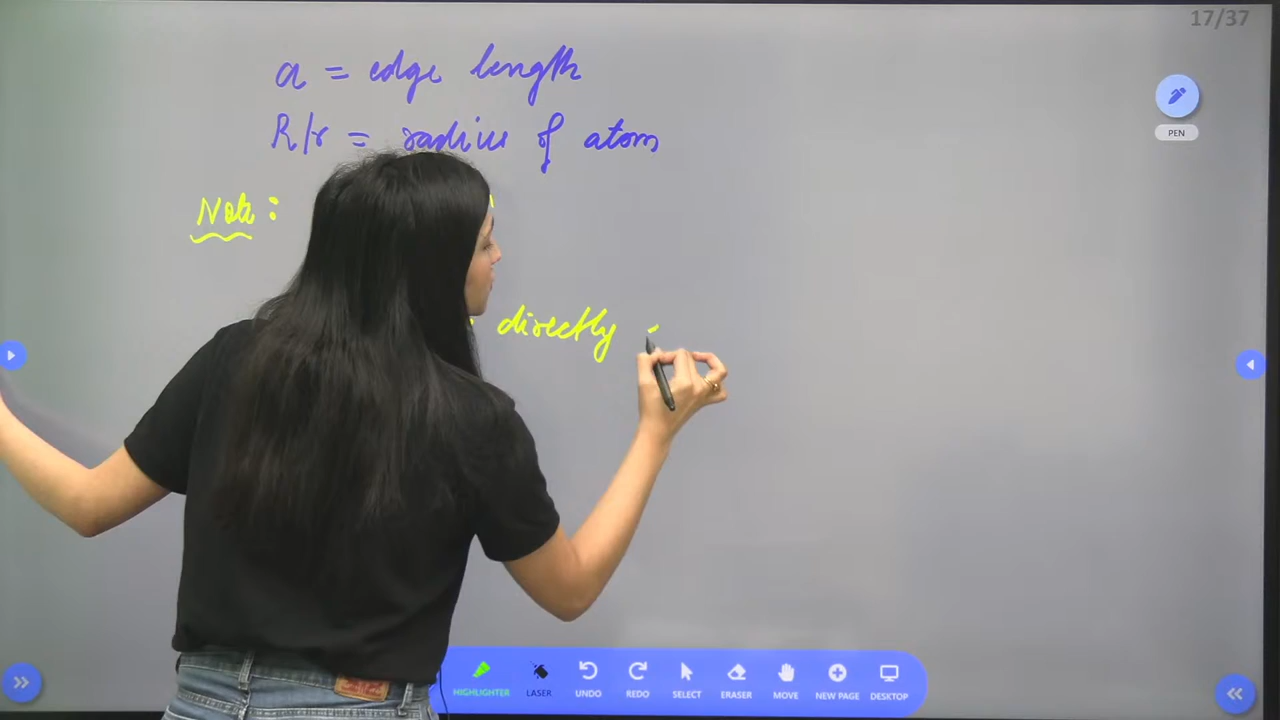 17/37
a = edge length
R/r = radius of atom
PEN
Note :
directly
HIGHLIGHTER
LASER
UNDO
REDO
SELECT
ERASER
MOVE
NEW PAGE
DESKTOP